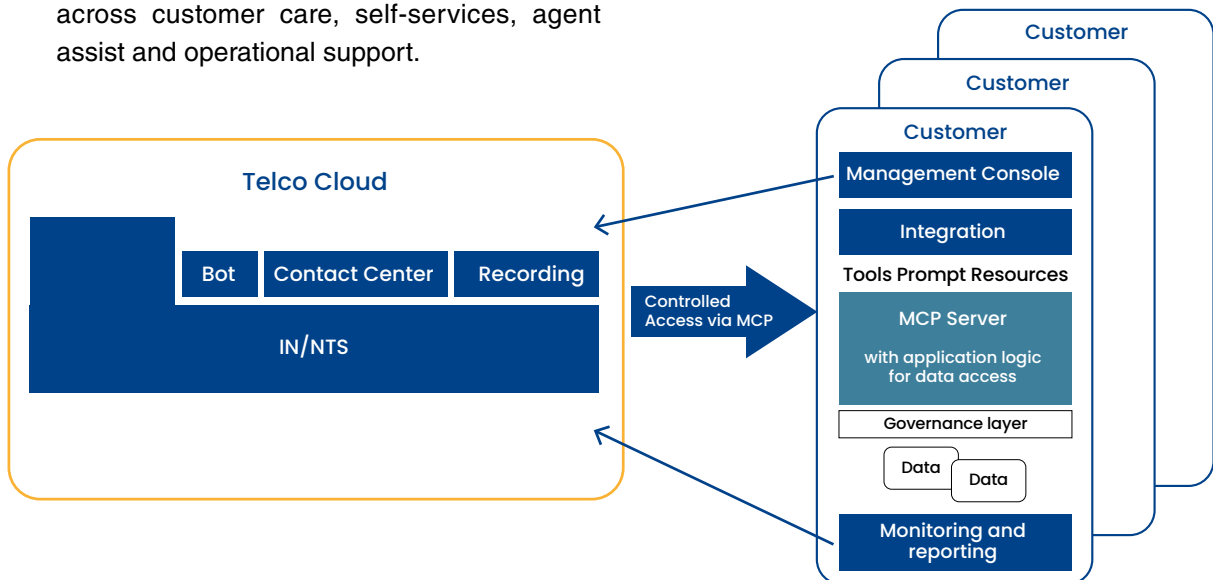 across customer care, self-services, agent
assist and operational support.
Telco Cloud
Bot
Contact Center
Recording
IN/NTS
Controlled
Access via MCP
Customer
Customer
Customer
Management Console
Integration
Tools Prompt Resources
MCP Server
with application logic
for data access
Governance layer
Data
Data
Monitoring and
reporting